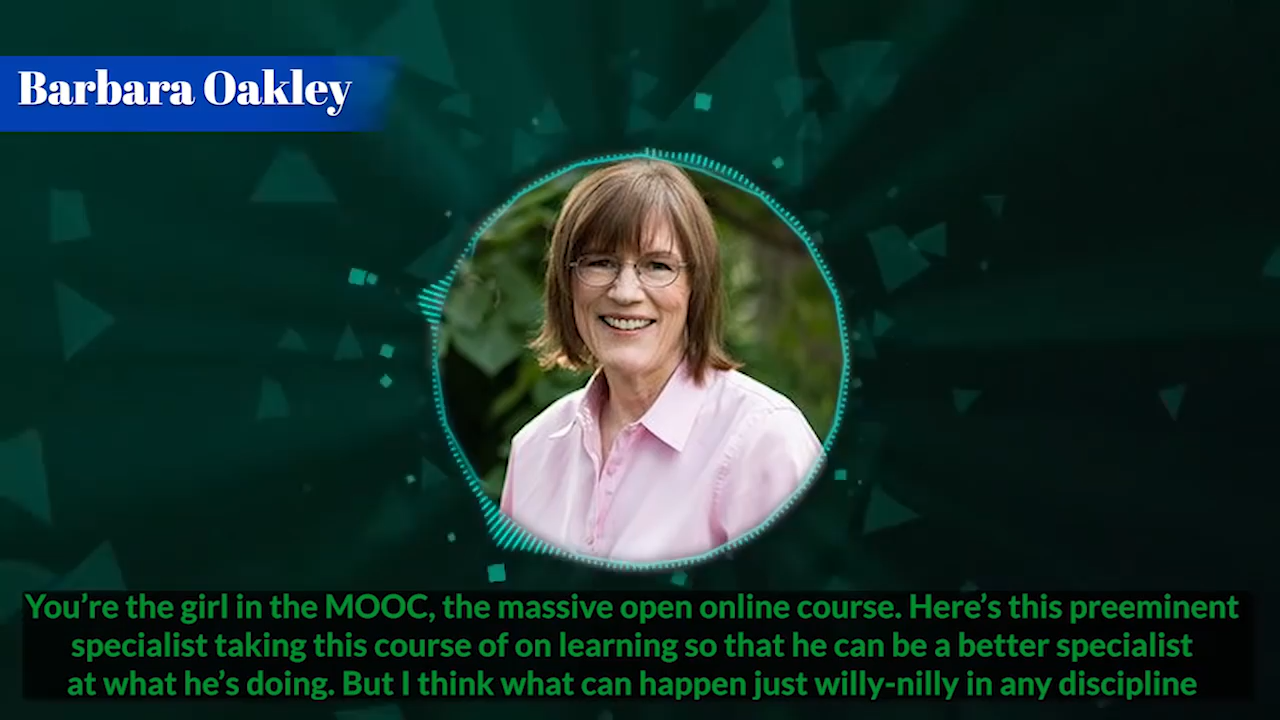 Barbara Oakley
You’re the girl in the MOOC, the massive open online course. Here’s this preeminent
specialist taking this course of on learning so that he can be a better specialist
at what he’s doing. But I think what can happen just willy-nilly in any discipline